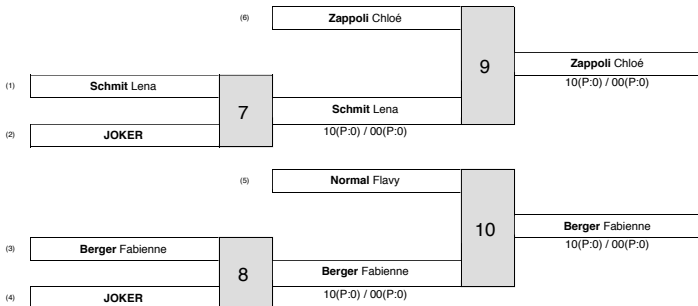 (6) Zappoli Chloé
9
Zappoli Chloé
10(P:0) / 00(P:0)
(1) Schmit Lena
7
Schmit Lena
10(P:0) / 00(P:0)
(2) JOKER
(5) Normal Flavy
10
Berger Fabienne
10(P:0) / 00(P:0)
(3) Berger Fabienne
8
Berger Fabienne
10(P:0) / 00(P:0)
(4) JOKER